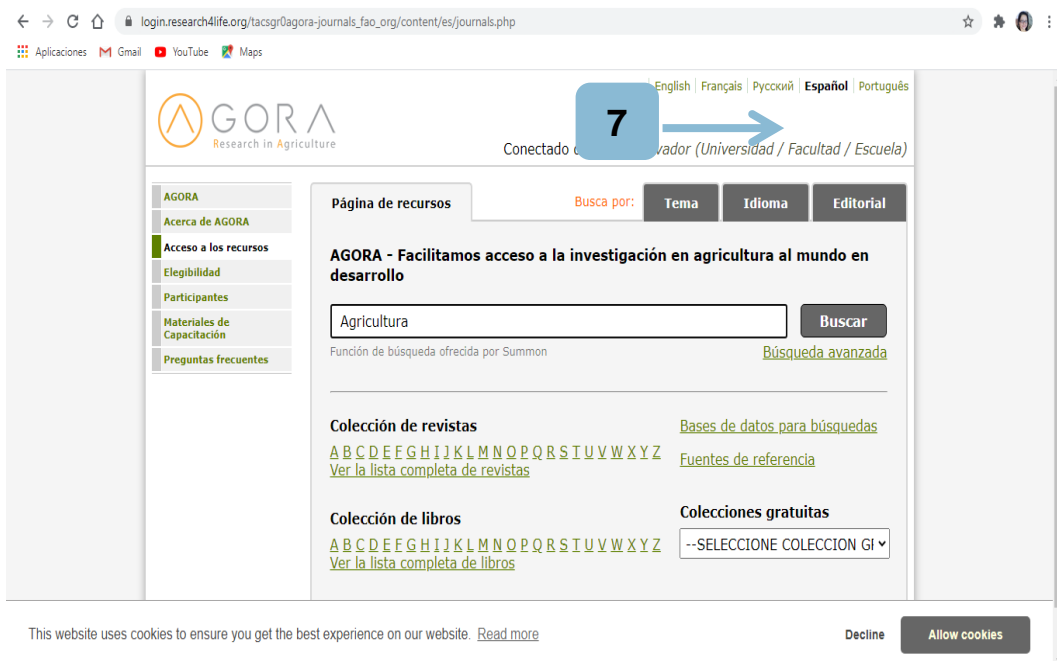 login.research4life.org/tacsgr0agora-journals_fao_org/content/es/journals.php
Aplicaciones Gmail YouTube Maps
English Français Русский Español Português
AGORA
Research in Agriculture
7
Conectado (Universidad / Facultad / Escuela)
AGORA
Acerca de AGORA
Acceso a los recursos
Elegibilidad
Participantes
Materiales de
Capacitación
Preguntas frecuentes
Página de recursos
Busca por: Tema Idioma Editorial
AGORA - Facilitamos acceso a la investigación en agricultura al mundo en
desarrollo
Agricultura
Buscar
Función de búsqueda ofrecida por Summon
Búsqueda avanzada
Colección de revistas
A B C D E F G H I J K L M N O P Q R S T U V W X Y Z
Ver la lista completa de revistas
Bases de datos para búsquedas
Fuentes de referencia
Colección de libros
A B C D E F G H I J K L M N O P Q R S T U V W X Y Z
Ver la lista completa de libros
Colecciones gratuitas
--SELECCIONE COLECCION GI
This website uses cookies to ensure you get the best experience on our website. Read more
Decline
Allow cookies